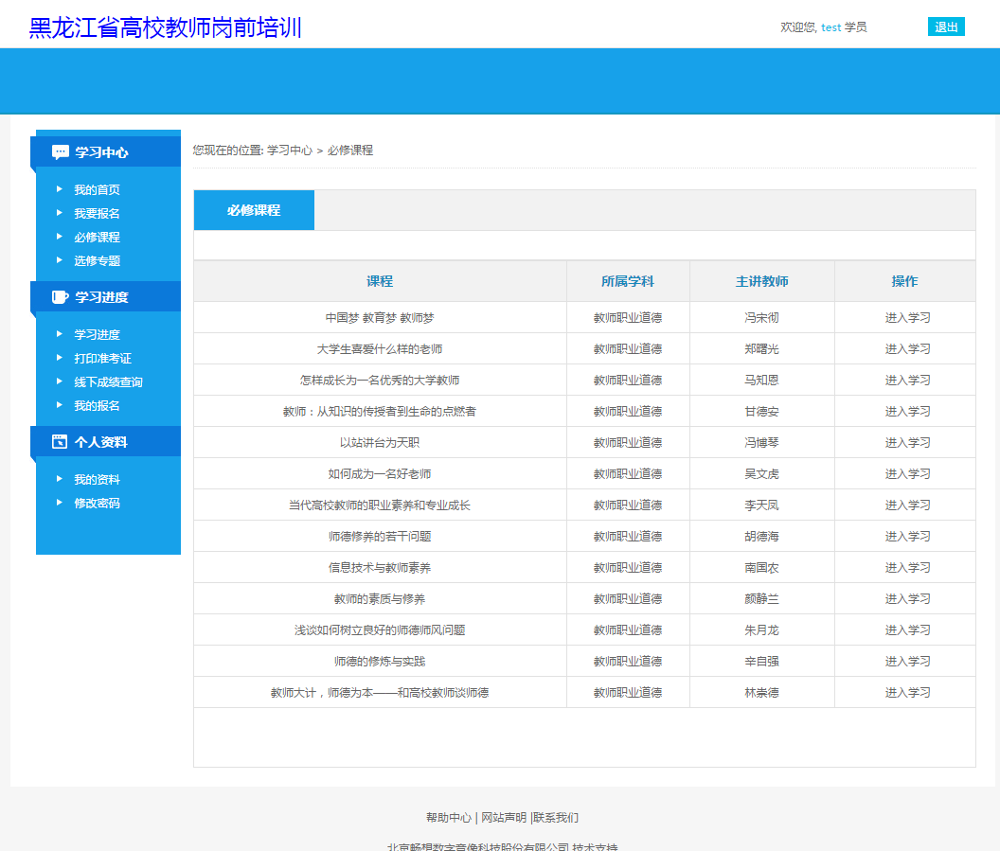 黑龙江省高校教师岗前培训
欢迎您, test 学员
退出
学习中心
我的首页
我要报名
必修课程
选修专题
学习进度
学习进度
打印准考证
线下成绩查询
我的报名
个人资料
我的资料
修改密码
您现在的位置: 学习中心 > 必修课程
必修课程
课程 所属学科 主讲教师 操作
中国梦 教育梦 教师梦 教师职业道德 冯宋彻 进入学习
大学生喜爱什么样的老师 教师职业道德 郑曙光 进入学习
怎样成长为一名优秀的大学教师 教师职业道德 马知恩 进入学习
教师：从知识的传授者到生命的点燃者 教师职业道德 甘德安 进入学习
以站讲台为天职 教师职业道德 冯博琴 进入学习
如何成为一名好老师 教师职业道德 吴文虎 进入学习
当代高校教师的职业素养和专业成长 教师职业道德 李天凤 进入学习
师德修养的若干问题 教师职业道德 胡德海 进入学习
信息技术与教师素养 教师职业道德 南国农 进入学习
教师的素质与修养 教师职业道德 颜静兰 进入学习
浅谈如何树立良好的师德师风问题 教师职业道德 朱月龙 进入学习
师德的修炼与实践 教师职业道德 辛自强 进入学习
教师大计，师德为本——和高校教师谈师德 教师职业道德 林崇德 进入学习
帮助中心 | 网站声明 |联系我们
北京畅想数字音像科技股份有限公司 技术支持